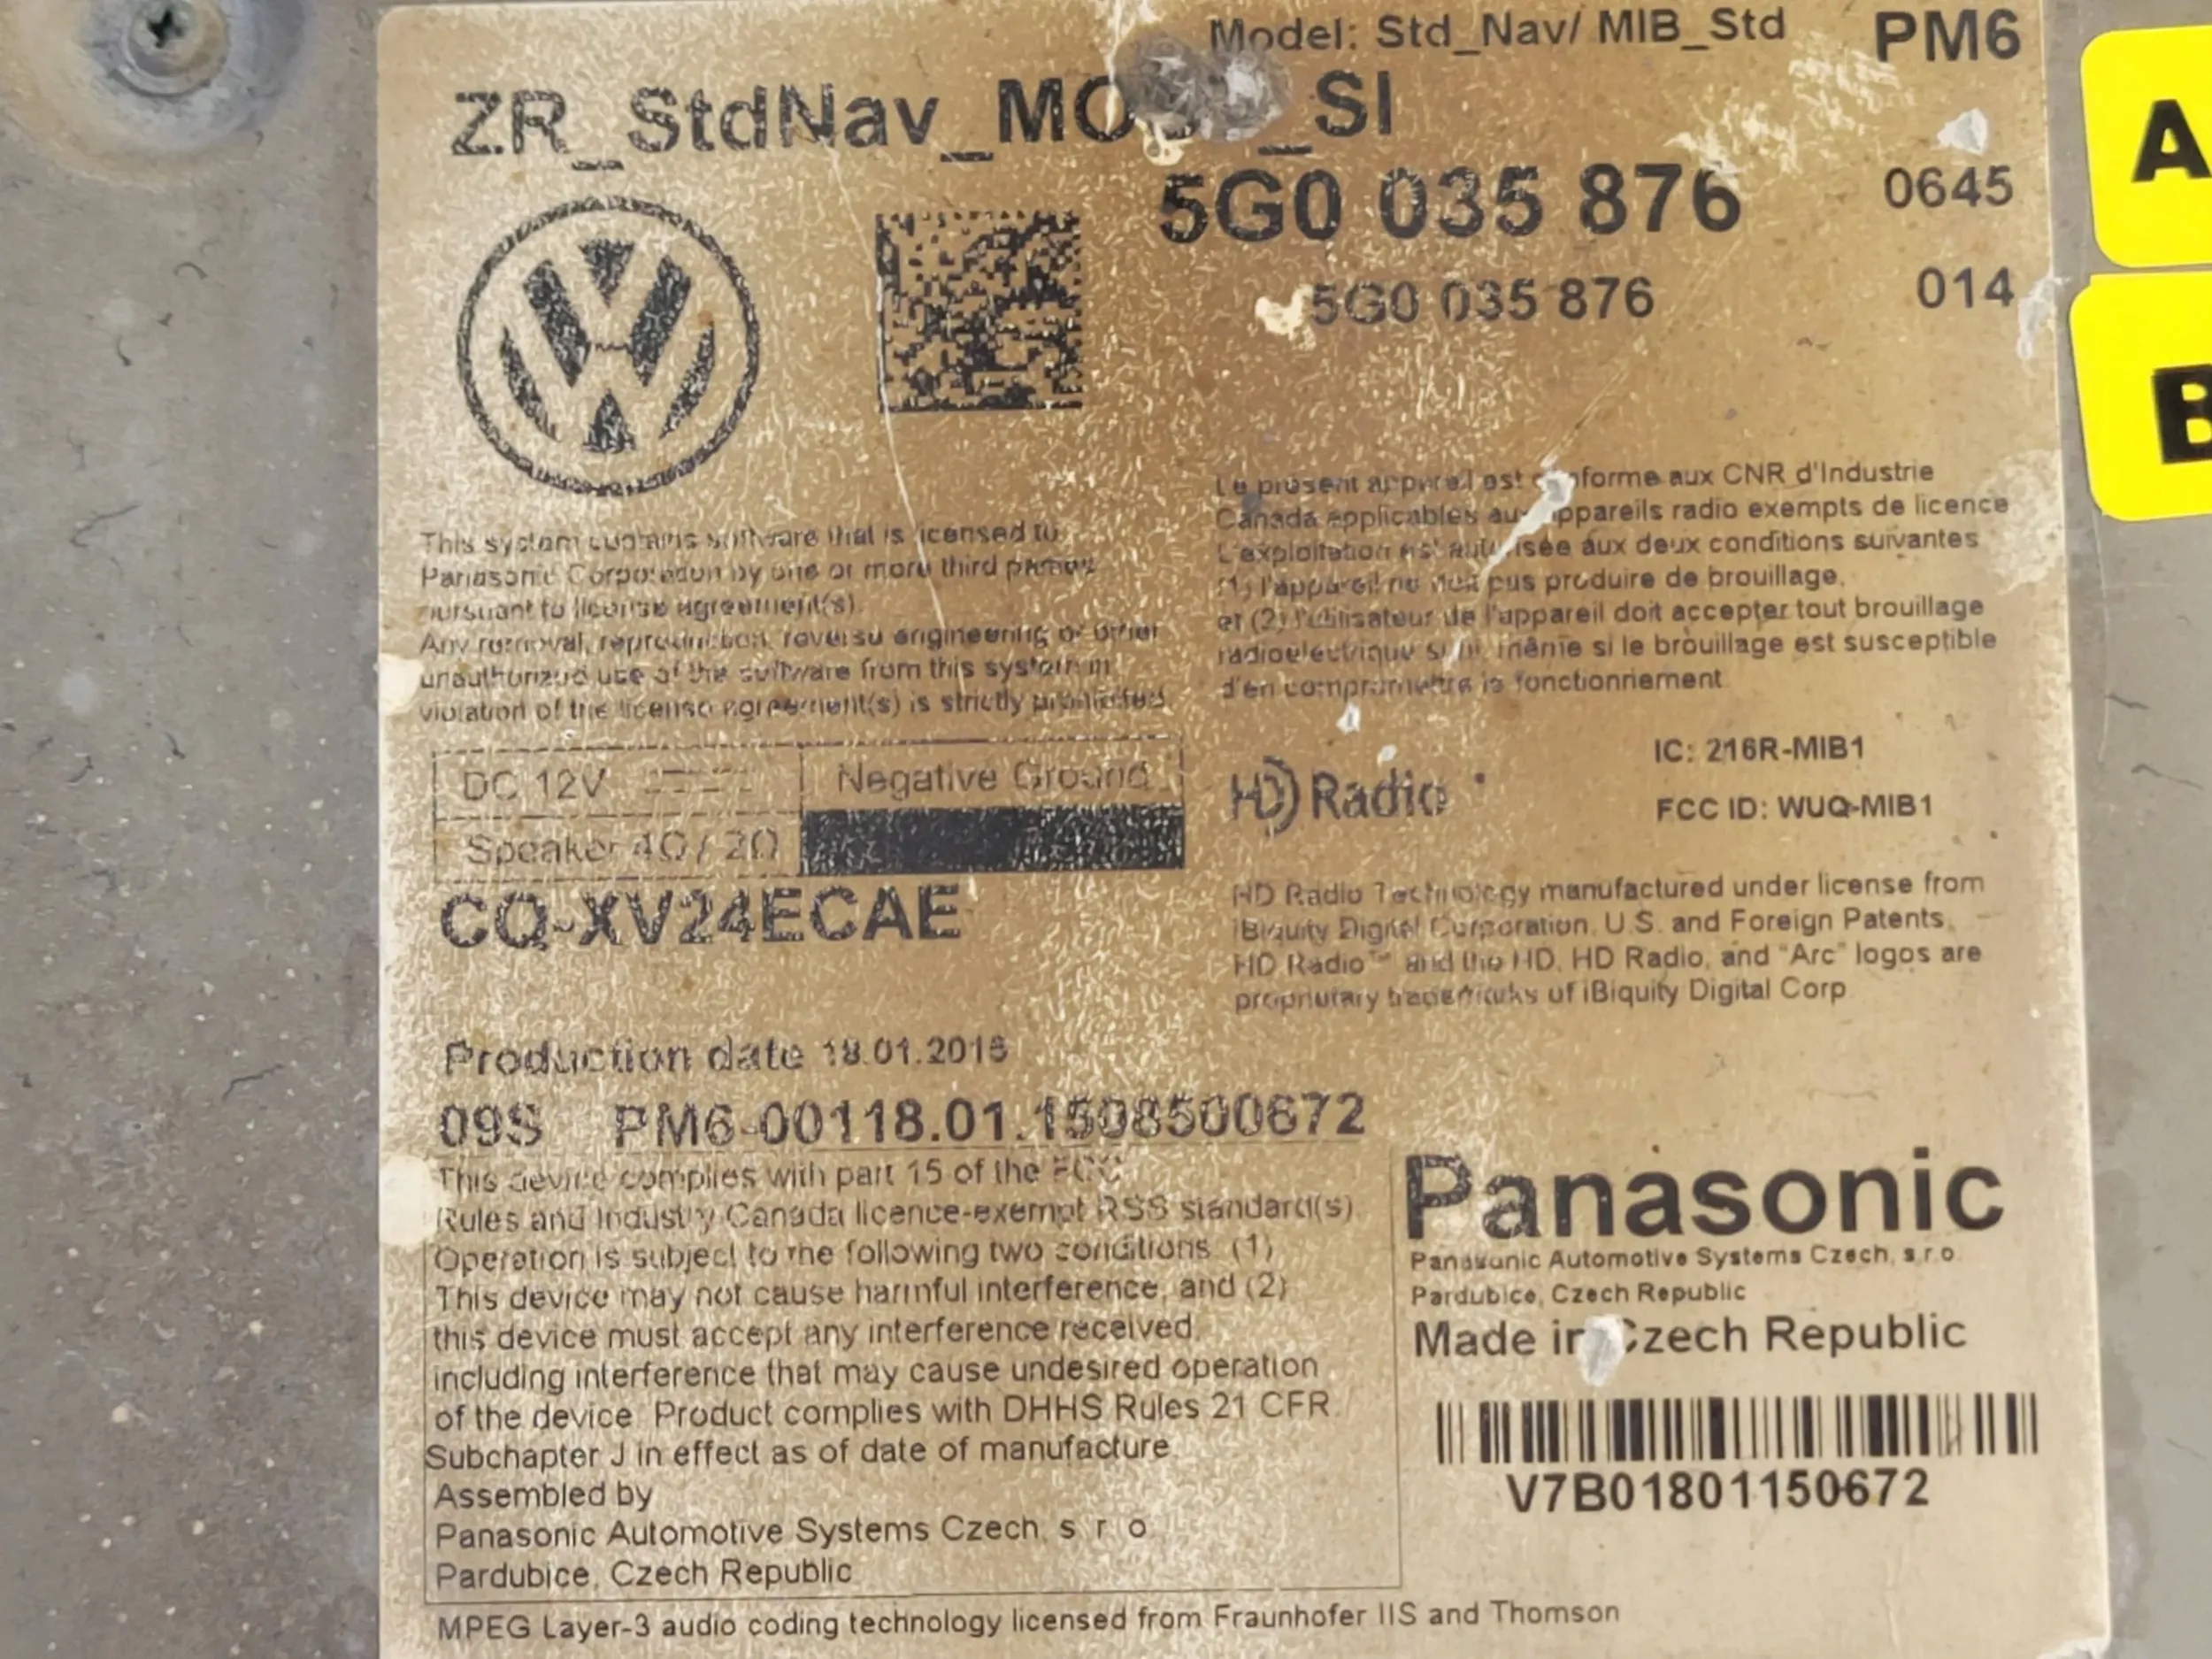 Model: Std_Nav/ MIB_Std PM6
ZR_StdNav_ _SI
5G0 035 876 0645
5G0 035 876 014
A
B
This system contains software that is licensed to
Panasonic Corporation by one or more third parties
pursuant to license agreement(s).
Any removal, reproduction, reverse engineering or other
unauthorized use of the software from this system in
violation of the license agreement(s) is strictly prohibited
Le présent appareil est conforme aux CNR d'Industrie
Canada applicables aux appareils radio exempts de licence
L'exploitation est autorisée aux deux conditions suivantes
(1) l'appareil ne doit pas produire de brouillage,
et (2) l'utilisateur de l'appareil doit accepter tout brouillage
radioélectrique subi, même si le brouillage est susceptible
d'en compromettre le fonctionnement
DC 12V Negative Ground
Speaker 4Ω / 2Ω
HD Radio
IC: 216R-MIB1
FCC ID: WUQ-MIB1
CQ-XV24ECAE
HD Radio Technology manufactured under license from
iBiquity Digital Corporation. U.S. and Foreign Patents.
HD Radio™ and the HD, HD Radio, and "Arc" logos are
proprietary trademarks of iBiquity Digital Corp
Production date
09S PM6-00118.01.1508500672
This device complies with part 15 of the FCC
Rules and Industry Canada licence-exempt RSS standard(s).
Operation is subject to the following two conditions (1)
This device may not cause harmful interference, and (2)
this device must accept any interference received,
including interference that may cause undesired operation
of the device Product complies with DHHS Rules 21 CFR.
Subchapter J in effect as of date of manufacture
Assembled by
Panasonic Automotive Systems Czech, s r o
Pardubice, Czech Republic
Panasonic
Panasonic Automotive Systems Czech, s.r.o
Pardubice, Czech Republic
Made in Czech Republic
V7B01801150672
MPEG Layer-3 audio coding technology licensed from Fraunhofer IIS and Thomson